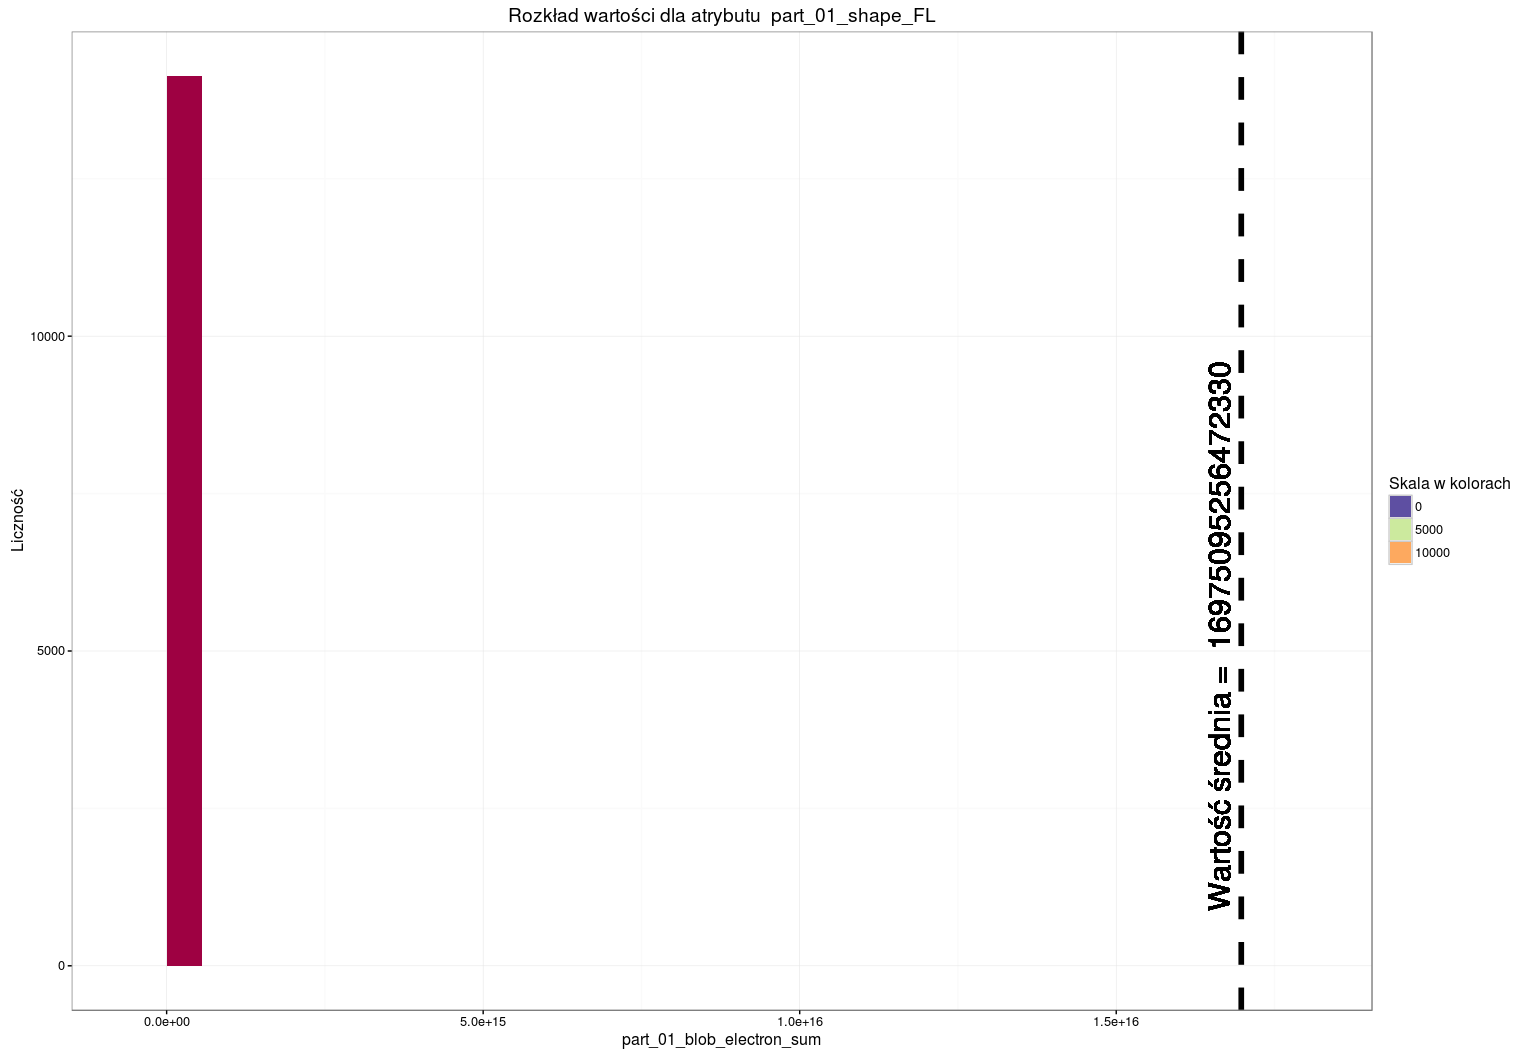 Rozkład wartości dla atrybutu  part_01_shape_FL
Liczność
10000
5000
0
Wartość średnia =  16975095256472330
0.0e+00
5.0e+15
1.0e+16
1.5e+16
part_01_blob_electron_sum
Skala w kolorach
0
5000
10000